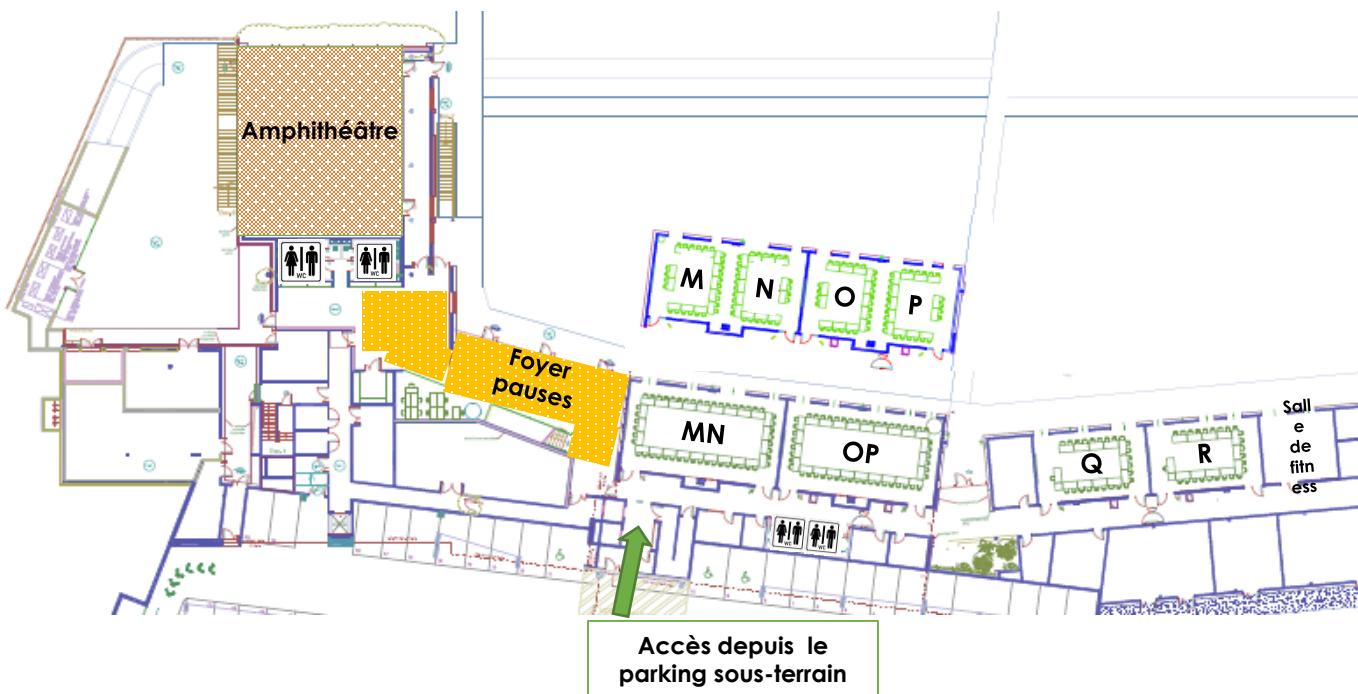 Amphithéâtre
WC
WC
M
N
O
P
Foyer
pauses
MN
OP
Q
R
Sall
e
de
fitn
ess
WC
WC
Accès depuis le
parking sous-terrain